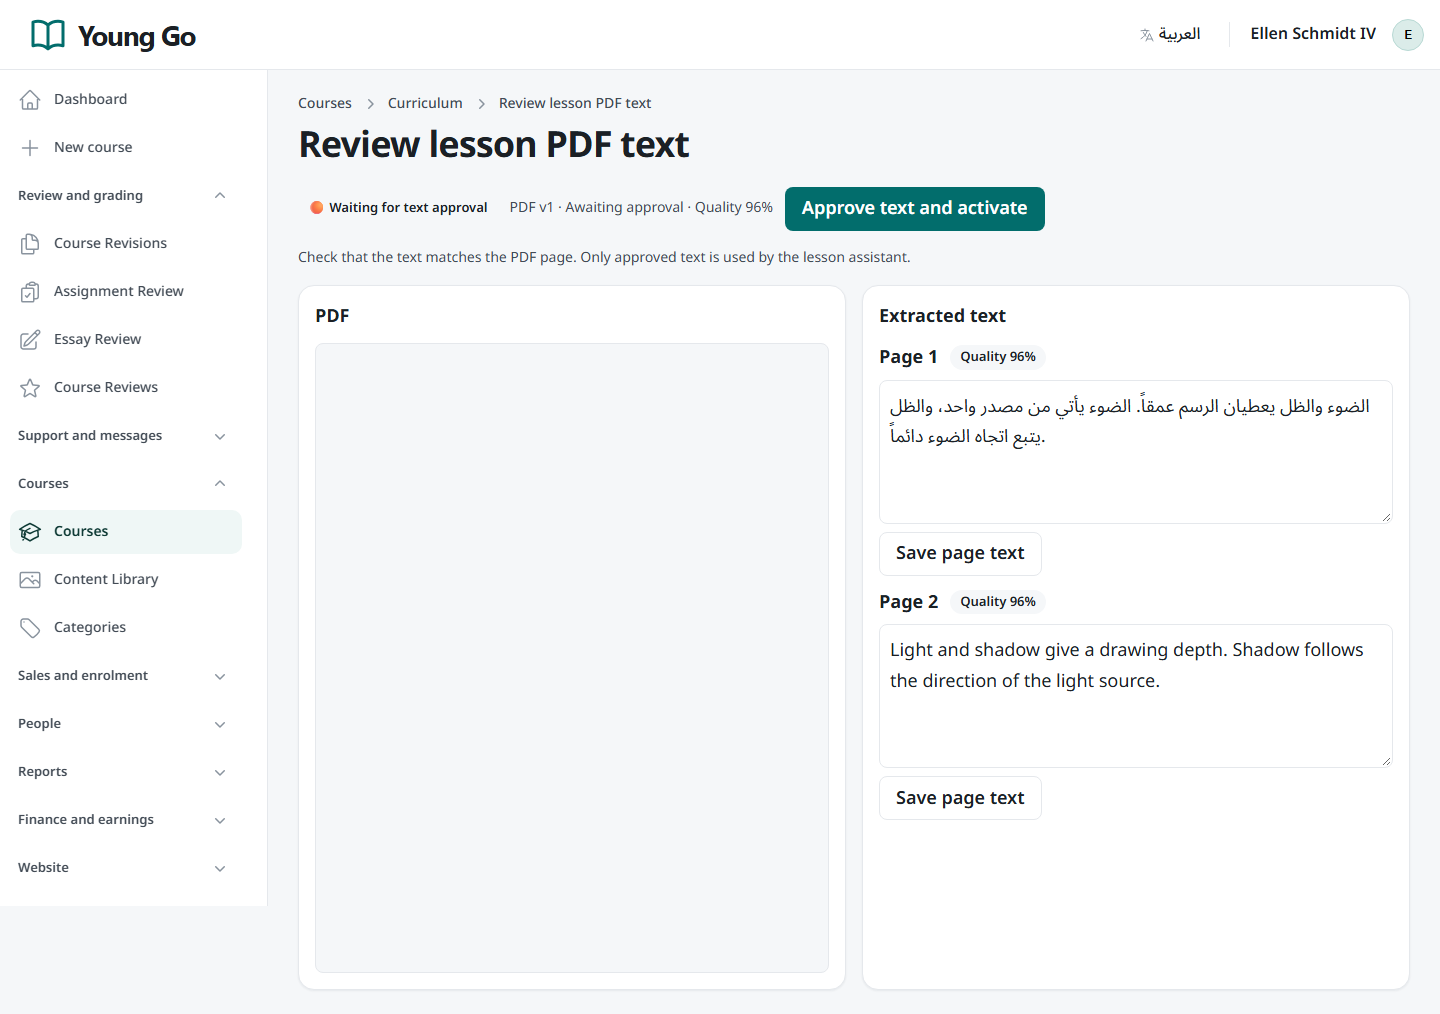 Young Go
العربية
Ellen Schmidt IV
E
Dashboard
New course
Review and grading
Course Revisions
Assignment Review
Essay Review
Course Reviews
Support and messages
Courses
Courses
Content Library
Categories
Sales and enrolment
People
Reports
Finance and earnings
Website
Courses > Curriculum > Review lesson PDF text
Review lesson PDF text
Waiting for text approval PDF v1 · Awaiting approval · Quality 96% Approve text and activate
Check that the text matches the PDF page. Only approved text is used by the lesson assistant.
PDF
Extracted text
Page 1 Quality 96%
الضوء والظل يعطيان الرسم عمقاً. الضوء يأتي من مصدر واحد، والظل
يتبع اتجاه الضوء دائماً.
Save page text
Page 2 Quality 96%
Light and shadow give a drawing depth. Shadow follows
the direction of the light source.
Save page text